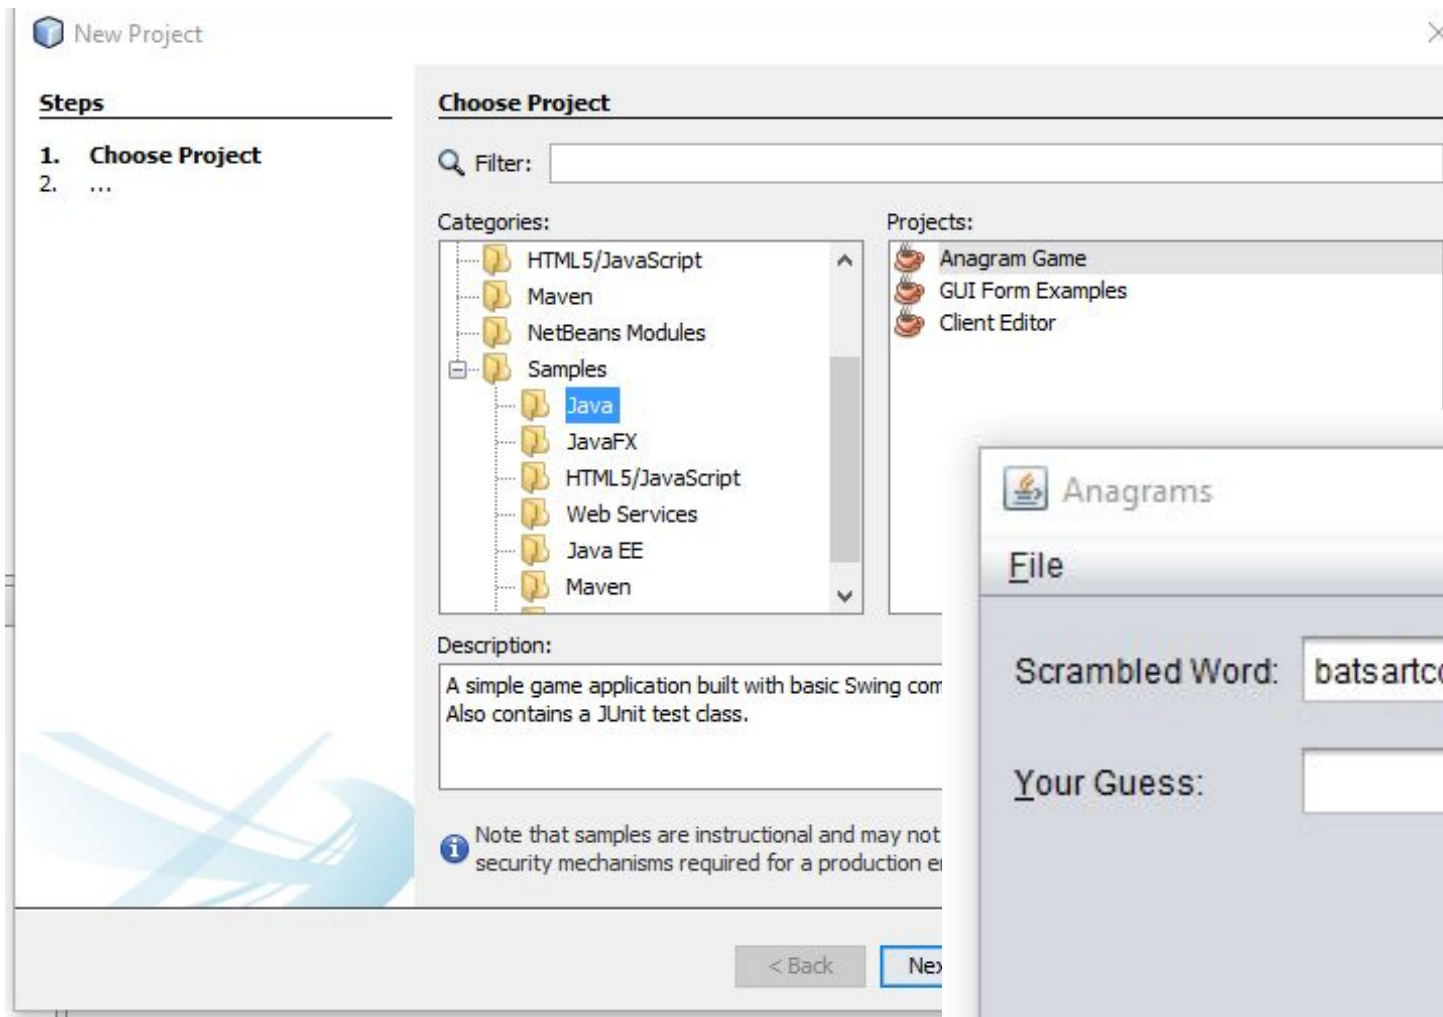 New Project
Steps
1. Choose Project
2. ...
Choose Project
Filter:
Categories:
HTML5/JavaScript
Maven
NetBeans Modules
Samples
Java
JavaFX
HTML5/JavaScript
Web Services
Java EE
Maven
Projects:
Anagram Game
GUI Form Examples
Client Editor
Description:
A simple game application built with basic Swing
Also contains a JUnit test class.
Note that samples are instructional and may not
security mechanisms required for a production
< Back
Anagrams
File
Scrambled Word:
Your Guess: